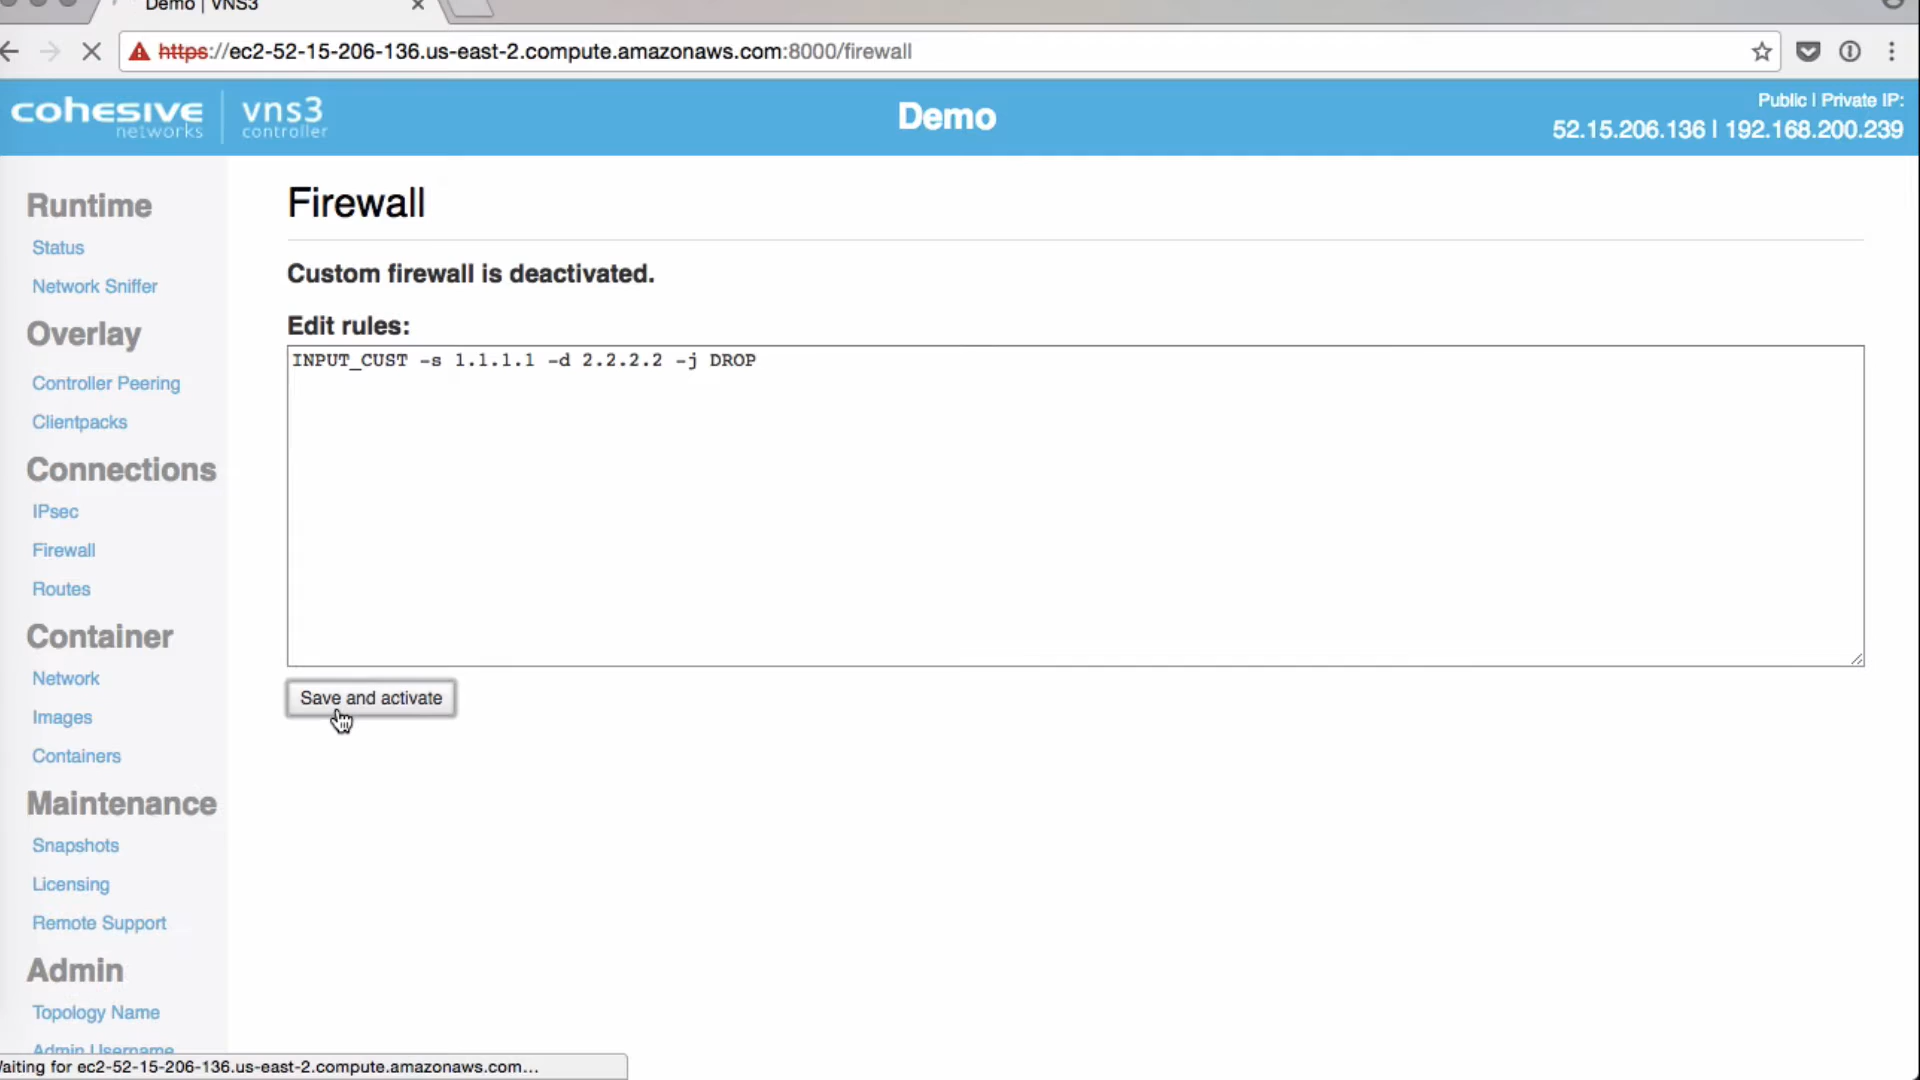 Demo | VNS3
https://ec2-52-15-206-136.us-east-2.compute.amazonaws.com:8000/firewall
cohesive networks
vns3 controller
Demo
Public | Private IP:
52.15.206.136 | 192.168.200.239
Runtime
Status
Network Sniffer
Overlay
Controller Peering
Clientpacks
Connections
IPsec
Firewall
Routes
Container
Network
Images
Containers
Maintenance
Snapshots
Licensing
Remote Support
Admin
Topology Name
Admin Username
Firewall
Custom firewall is deactivated.
Edit rules:
INPUT_CUST -s 1.1.1.1 -d 2.2.2.2 -j DROP
Save and activate
Waiting for ec2-52-15-206-136.us-east-2.compute.amazonaws.com...